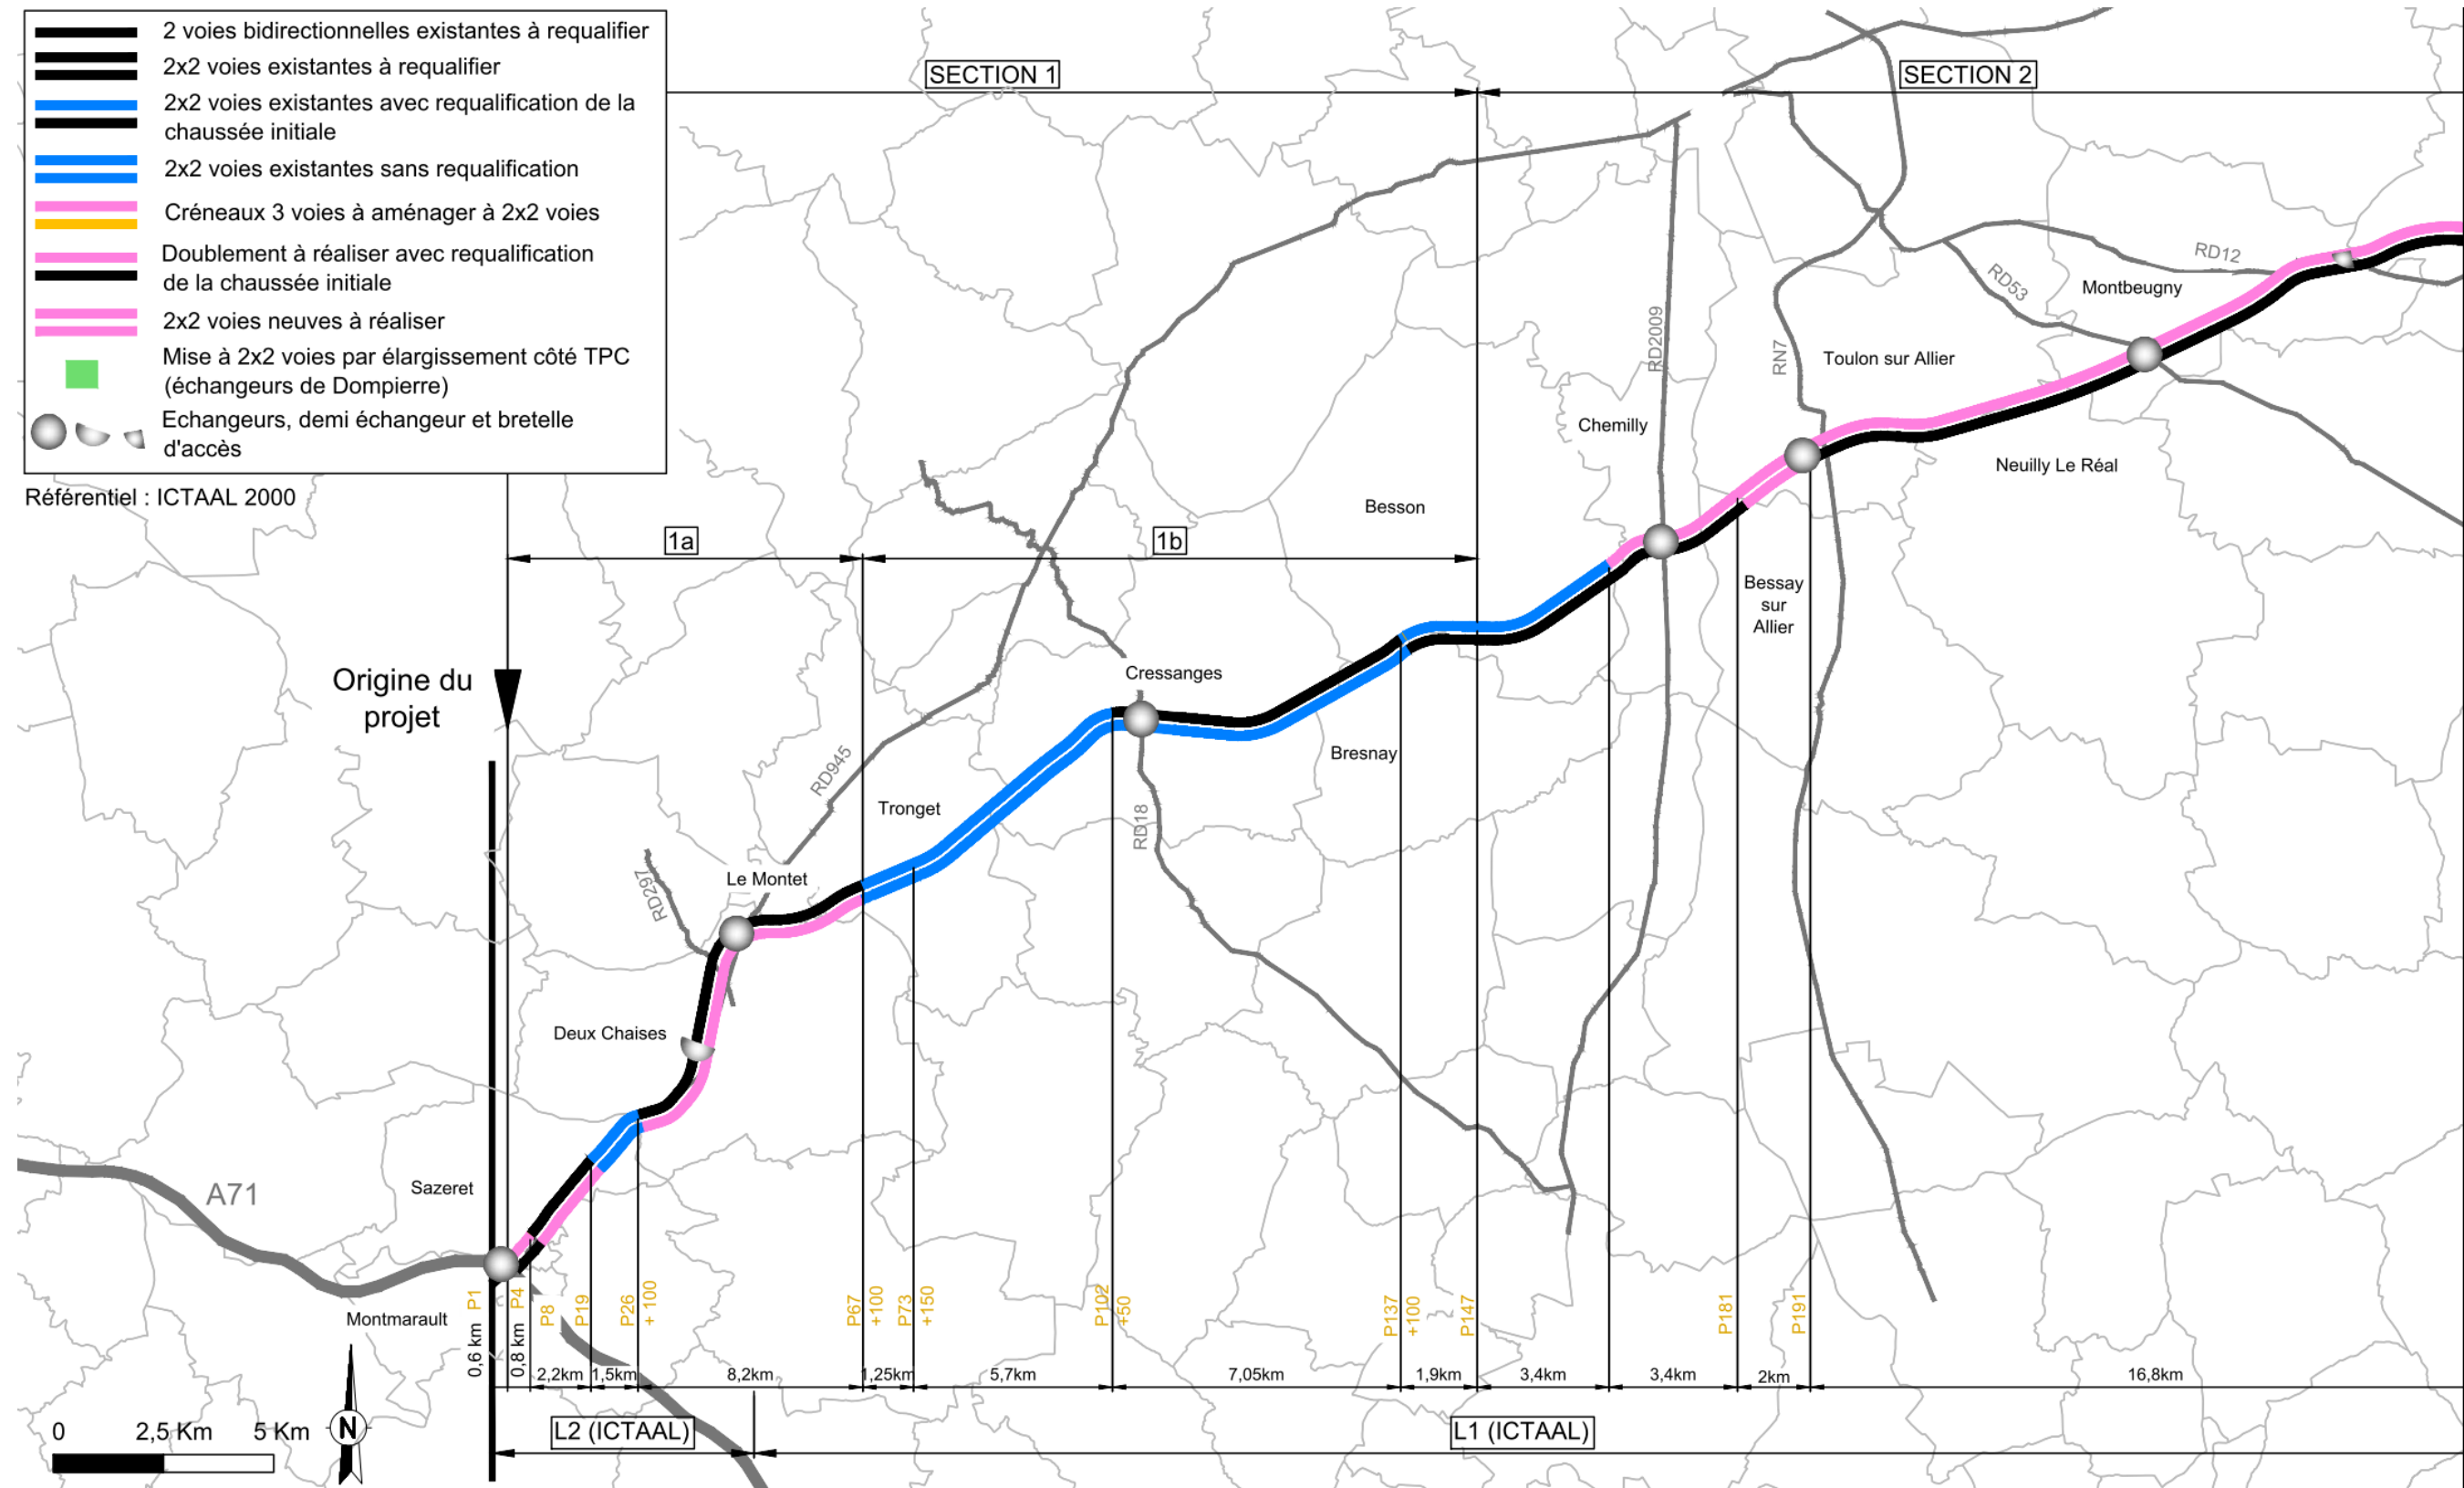 2 voies bidirectionnelles existantes à requalifier
2x2 voies existantes à requalifier
2x2 voies existantes avec requalification de la
chaussée initiale
2x2 voies existantes sans requalification
Créneaux 3 voies à aménager à 2x2 voies
Doublement à réaliser avec requalification
de la chaussée initiale
2x2 voies neuves à réaliser
Mise à 2x2 voies par élargissement côté TPC
(échangeurs de Dompierre)
Echangeurs, demi échangeur et bretelle
d'accès
Référentiel : ICTAAL 2000
SECTION 1
SECTION 2
RD12
RD53
Montbeugny
RD2009
RN7
Toulon sur Allier
Chemilly
Neuilly Le Réal
Besson
1a
1b
Bessay
sur
Allier
Origine du
projet
Cressanges
Bresnay
RD945
Tronget
RD18
Le Montet
RD297
Deux Chaises
Sazeret
A71
Montmarault
P1
P4
P8
P19
P26
+ 100
P67
+100
P73
+150
P102
+50
P137
+100
P147
P181
P191
0,6 km
0,8 km
2,2km
1,5km
8,2km
1,25km
5,7km
7,05km
1,9km
3,4km
3,4km
2km
16,8km
L2 (ICTAAL)
L1 (ICTAAL)
0
2,5 Km
5 Km
N